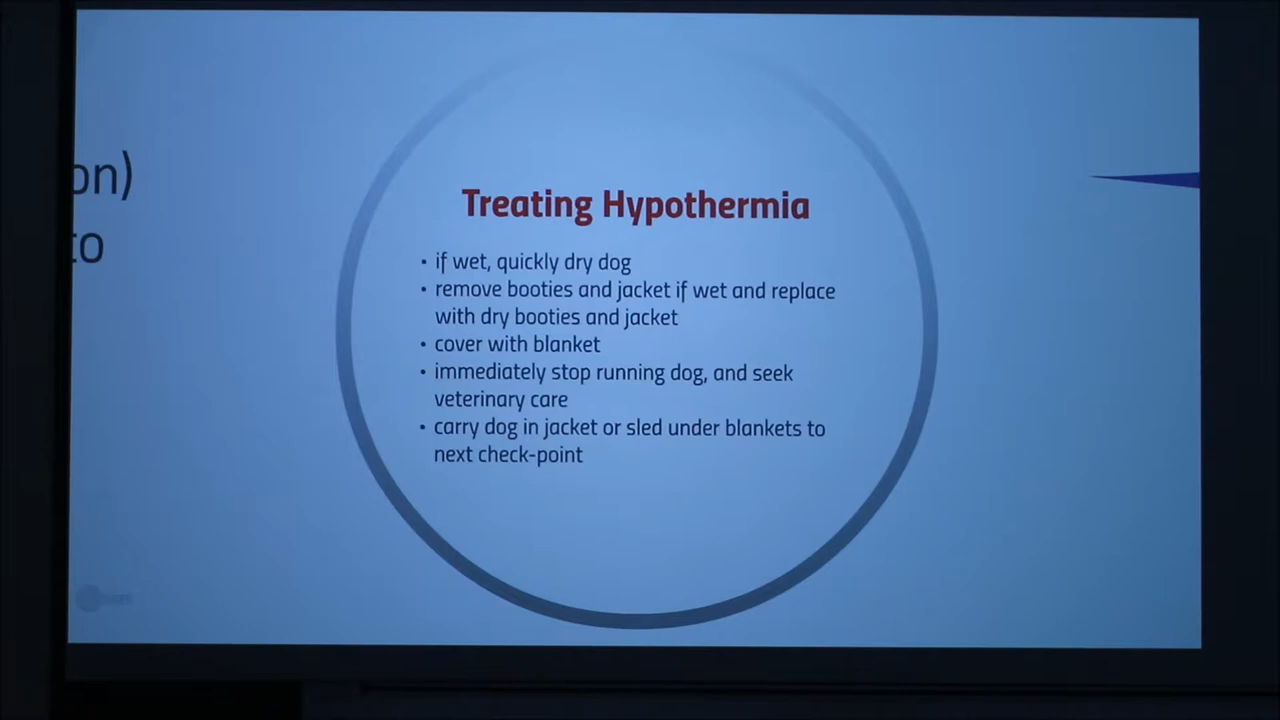 on)
to
Treating Hypothermia
• if wet, quickly dry dog
• remove booties and jacket if wet and replace
with dry booties and jacket
• cover with blanket
• immediately stop running dog, and seek
veterinary care
• carry dog in jacket or sled under blankets to
next check-point